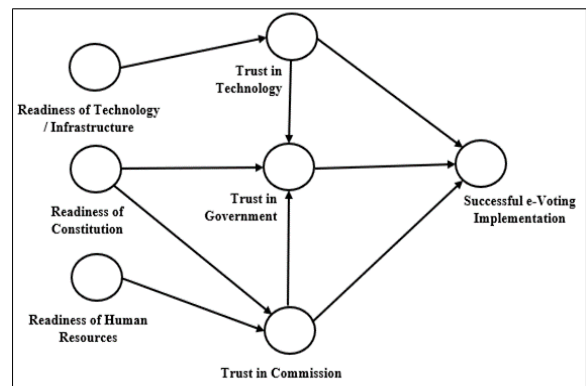 Trust in
Technology
Readiness of Technology
/ Infrastructure
Readiness of
Constitution
Trust in
Government
Successful e-Voting
Implementation
Readiness of Human
Resources
Trust in Commission